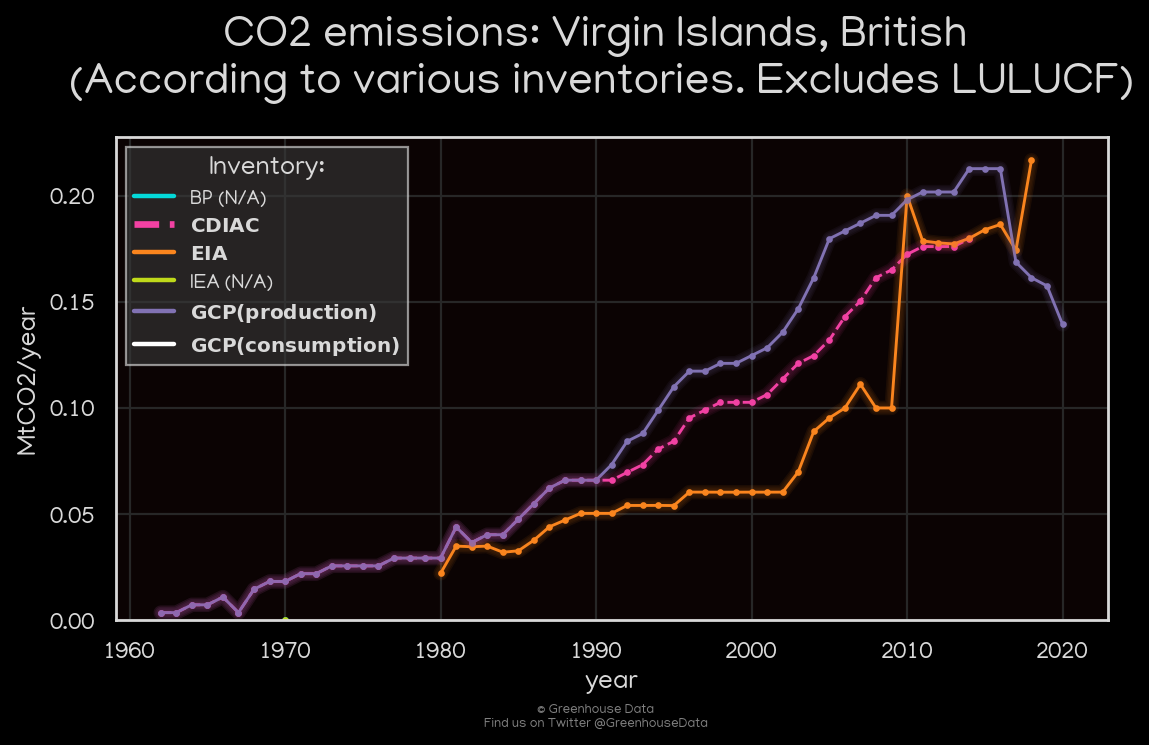 CO2 emissions: Virgin Islands, British
(According to various inventories. Excludes LULUCF)
Inventory:
BP (N/A)
CDIAC
EIA
IEA (N/A)
GCP(production)
GCP(consumption)
MtCO2/year
0.20
0.15
0.10
0.05
0.00
1960 1970 1980 1990 2000 2010 2020
year
© Greenhouse Data
Find us on Twitter @GreenhouseData